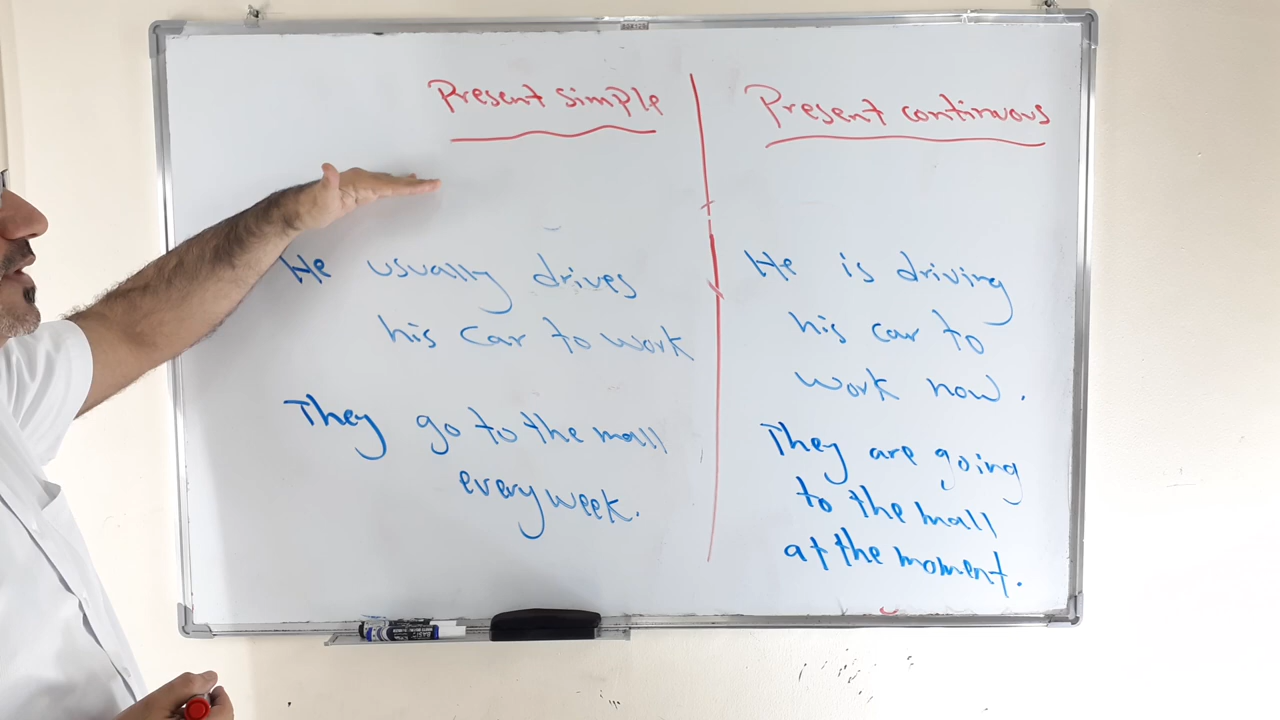 Present simple
He usually drives
his car to work
They go to the mall
every week.
Present continuous
He is driving
his car to
work now.
They are going
to the mall
at the moment.